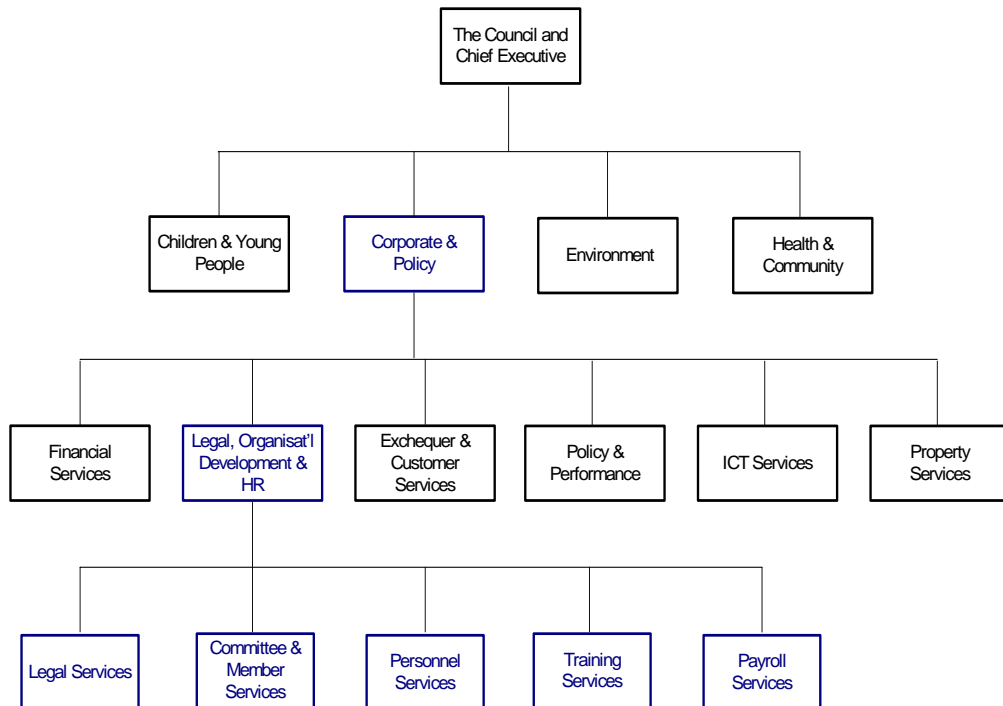 The Council and
Chief Executive
Children & Young
People
Corporate &
Policy
Environment
Health &
Community
Financial
Services
Legal, Organisat'l
Development &
HR
Exchequer &
Customer
Services
Policy &
Performance
ICT Services
Property
Services
Legal Services
Committee &
Member
Services
Personnel
Services
Training
Services
Payroll
Services